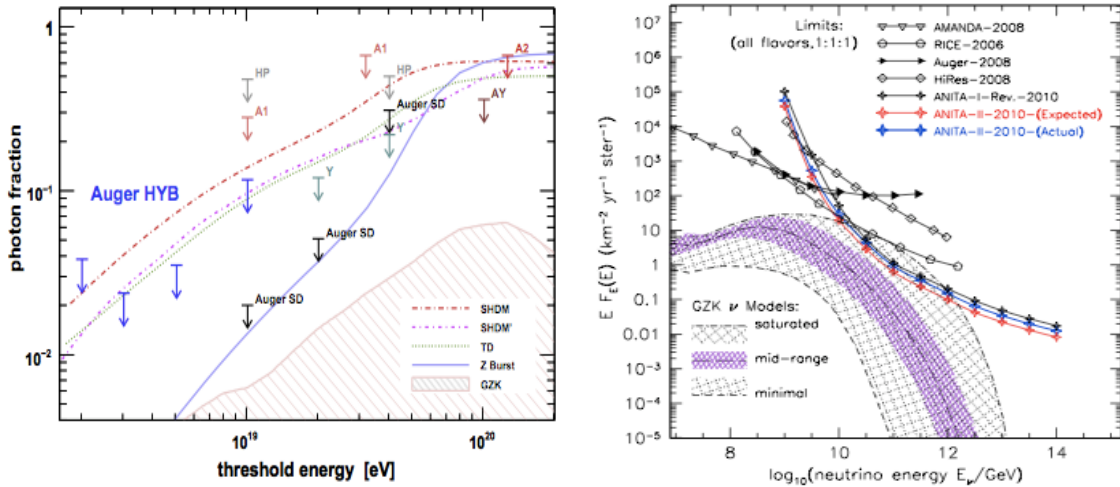 photon fraction
1
10⁻¹
10⁻²
A1
A2
HP
HP
A1
AY
Auger SD
Y
Auger HYB
Y
Auger SD
Auger SD
SHDM
SHDM'
TD
Z Burst
GZK
10¹⁹
10²⁰
threshold energy [eV]
E F_E(E) (km⁻² yr⁻¹ ster⁻¹)
10⁷
10⁶
10⁵
10⁴
10³
10²
10
1
0.1
0.01
10⁻³
10⁻⁴
10⁻⁵
Limits:
(all flavors,1:1:1)
AMANDA−2008
RICE−2006
Auger−2008
HiRes−2008
ANITA−I−Rev.−2010
ANITA−II−2010−(Expected)
ANITA−II−2010−(Actual)
GZK ν Models:
saturated
mid−range
minimal
8
10
12
14
log₁₀(neutrino energy E_ν/GeV)